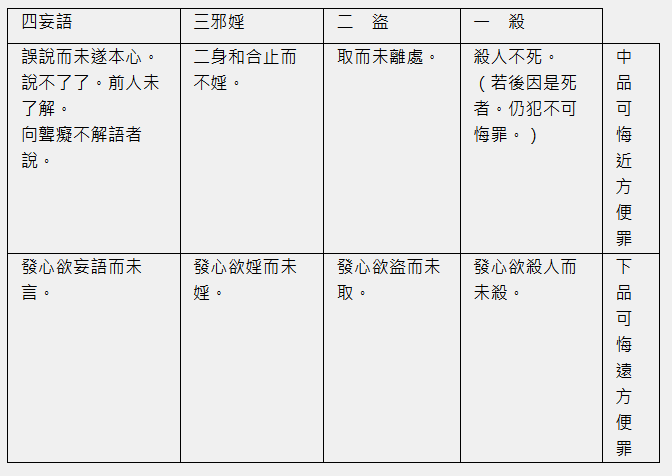 一　殺
二　盜
三邪婬
四妄語
中品可悔近方便罪
殺人不死。
（若後因是死
者。仍犯不可
悔罪。）
取而未離處。
二身和合止而
不婬。
誤說而未遂本心。
說不了了。前人未
了解。
向聾癡不解語者
說。
下品可悔遠方便罪
發心欲殺人而
未殺。
發心欲盜而未
取。
發心欲婬而未
婬。
發心欲妄語而未
言。